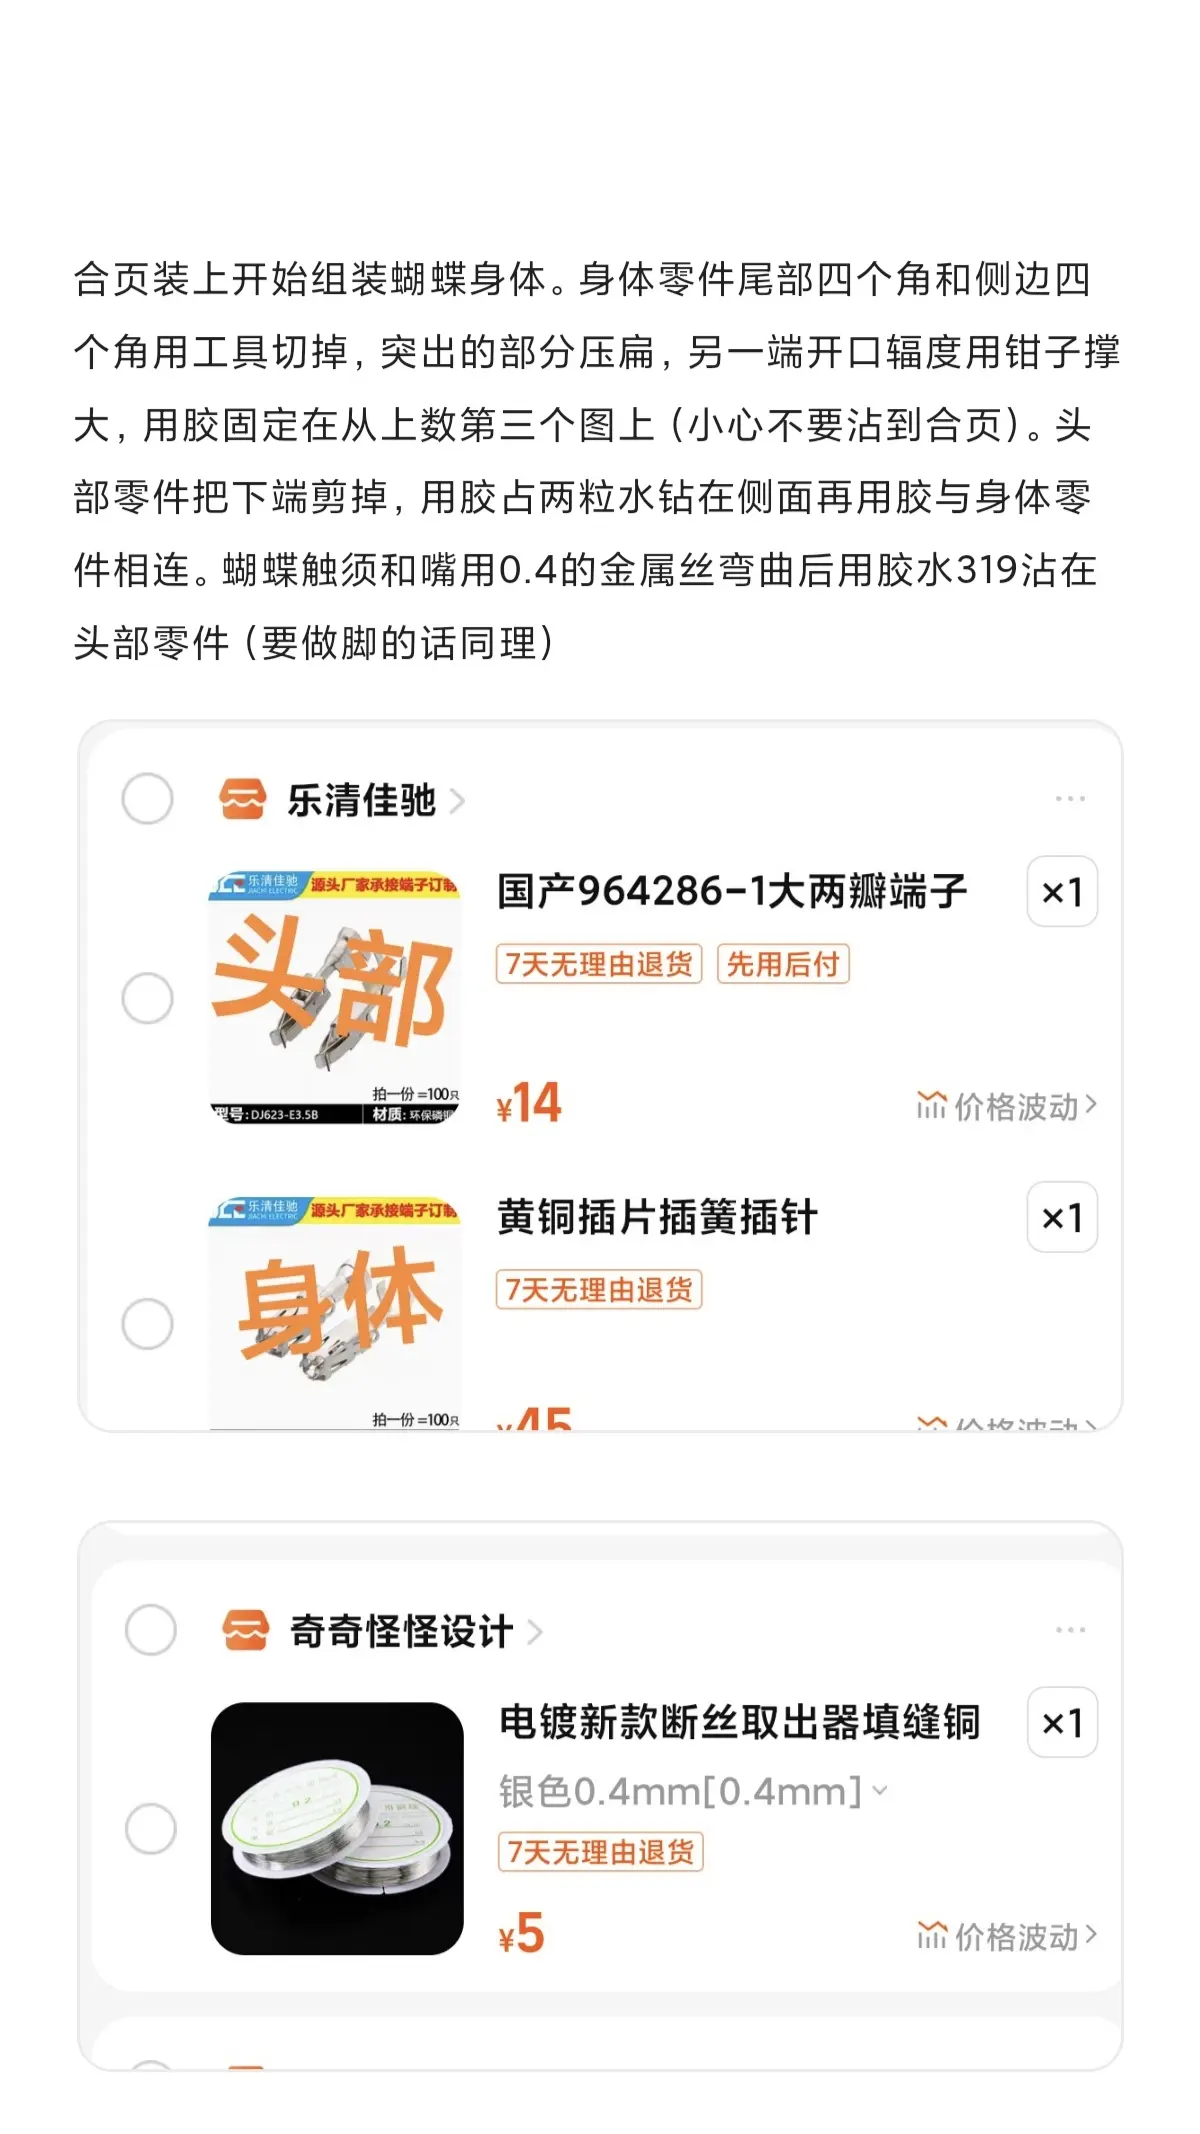 合页装上开始组装蝴蝶身体。身体零件尾部四个角和侧边四
个角用工具切掉，突出的部分压扁，另一端开口辐度用钳子撑
大，用胶固定在从上数第三个图上（小心不要沾到合页）。头
部零件把下端剪掉，用胶占两粒水钻在侧面再用胶与身体零
件相连。蝴蝶触须和嘴用0.4的金属丝弯曲后用胶水319沾在
头部零件（要做脚的话同理）
乐清佳驰
乐清佳驰
JIACHI ELECTRIC
源头厂家承接端子订制
头部
拍一份=100只
型号：DJ623-E3.5B
材质：环保磷铜
国产964286-1大两瓣端子
×1
7天无理由退货
先用后付
¥14
价格波动
乐清佳驰
JIACHI ELECTRIC
源头厂家承接端子订制
身体
拍一份=100只
黄铜插片插簧插针
×1
7天无理由退货
¥45
价格波动
奇奇怪怪设计
电镀新款断丝取出器填缝铜
×1
银色0.4mm[0.4mm]
7天无理由退货
0.2
¥5
价格波动